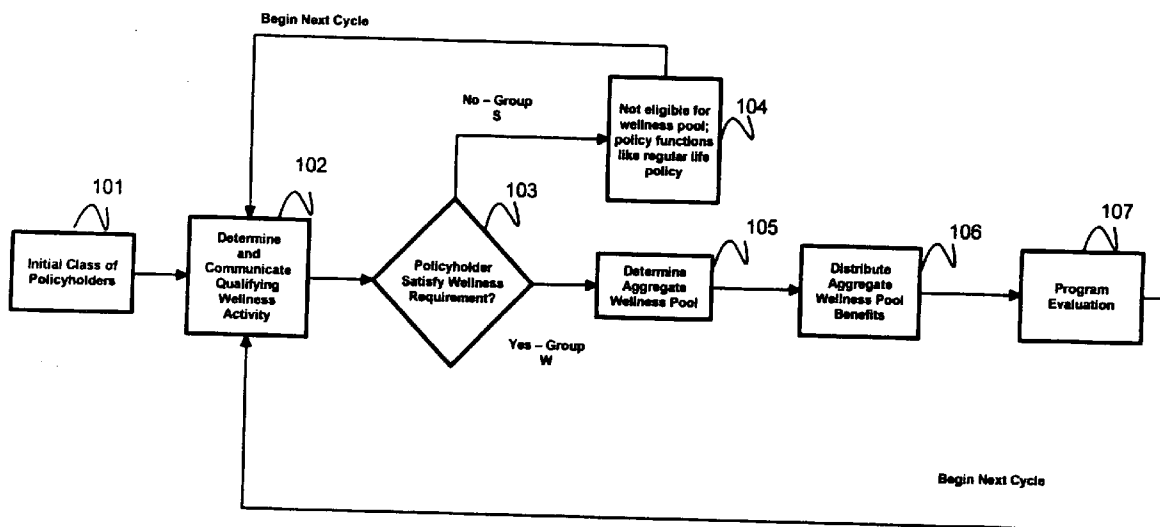 Begin Next Cycle
No – Group
S
Not eligible for
wellness pool;
policy functions
like regular life
policy
104
101
Initial Class of
Policyholders
102
Determine
and
Communicate
Qualifying
Wellness
Activity
103
Policyholder
Satisfy Wellness
Requirement?
Yes – Group
W
105
Determine
Aggregate
Wellness Pool
106
Distribute
Aggregate
Wellness Pool
Benefits
107
Program
Evaluation
Begin Next Cycle